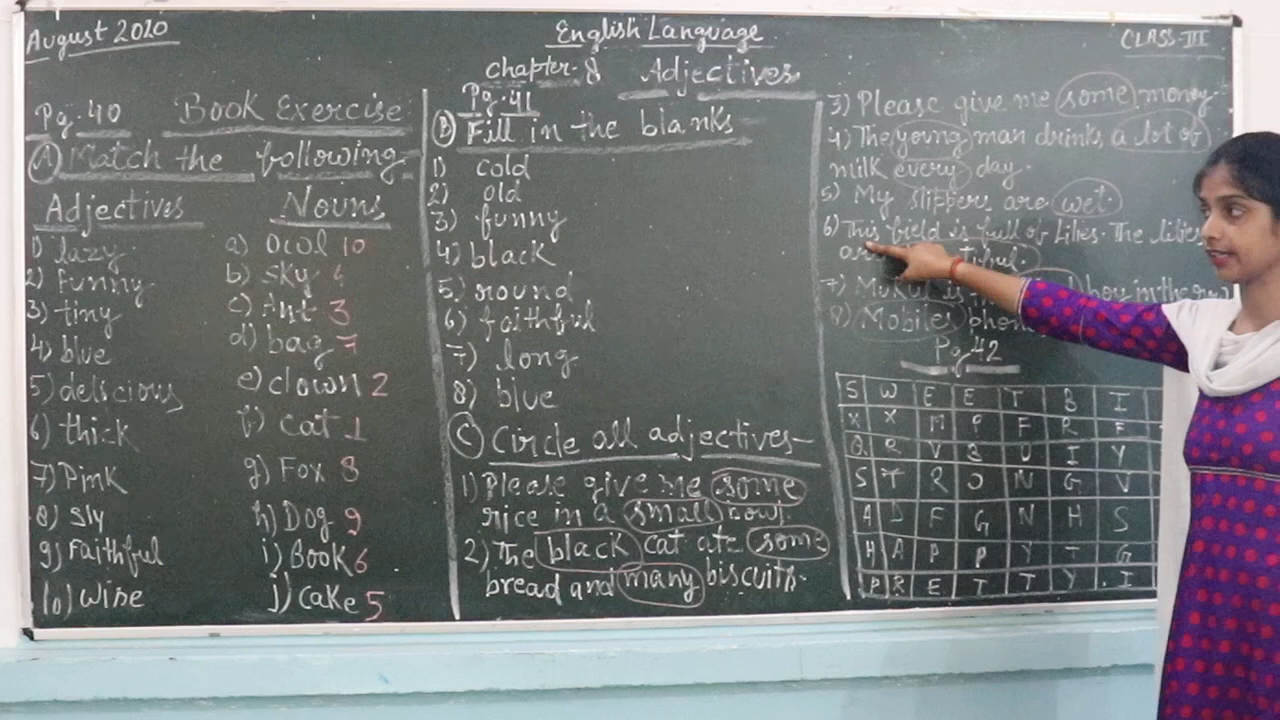 August 2020
English Language
CLASS-III
Chapter-8 Adjectives
Pg.40 Book Exercise
(A) Match the following
Adjectives Nouns
1) lazy a) Owl 10
2) funny b) Sky 4
3) tiny c) Ant 3
4) blue d) bag 7
5) delscious e) clown 2
6) thick f) Cat 1
7) Pink g) Fox 8
8) Sly h) Dog 9
9) Faithful i) Book 6
10) Wise j) Cake 5
Pg.41
(B) Fill in the blanks
1) cold
2) old
3) funny
4) black
5) round
6) faithful
7) long
8) blue
(C) Circle all adjectives-
1) Please give me some
rice in a small bowl
2) The black cat ate some
bread and many biscuits.
3) Please give me some money.
4) The young man drinks a lot of
milk every day.
5) My slippers are wet.
6) This field is full of Lilies. The lilies
7) boy in the
8) Mobiles
Pg 42
S W E E T B I
X X M F R F
Q R V B U I Y
S T R O N G V
A D F G N H S
H A P P Y T G
P R E T T Y . I